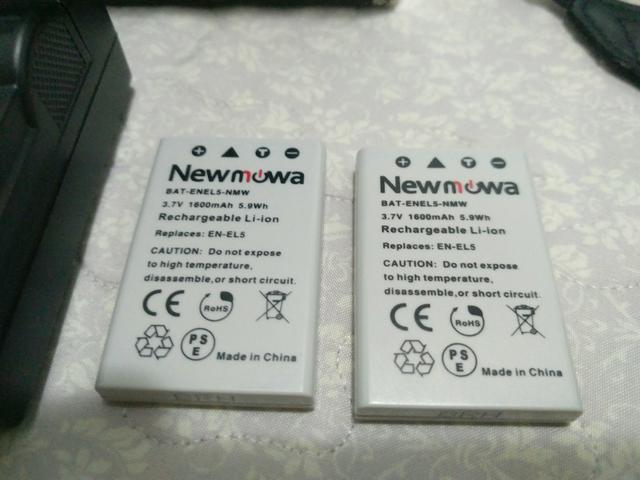 Newmowa
BAT-ENEL5-NMW
3.7V 1600mAh 5.9Wh
Rechargeable Li-ion
Replaces: EN-EL5
CAUTION: Do not expose
to high temperature,
disassemble,or short circuit.
CE RoHS
PSE
Made in China
Newmowa
BAT-ENEL5-NMW
3.7V 1600mAh 5.9Wh
Rechargeable Li-ion
Replaces: EN-EL5
CAUTION: Do not expose
to high temperature,
disassemble,or short circuit.
CE RoHS
PSE
Made in China